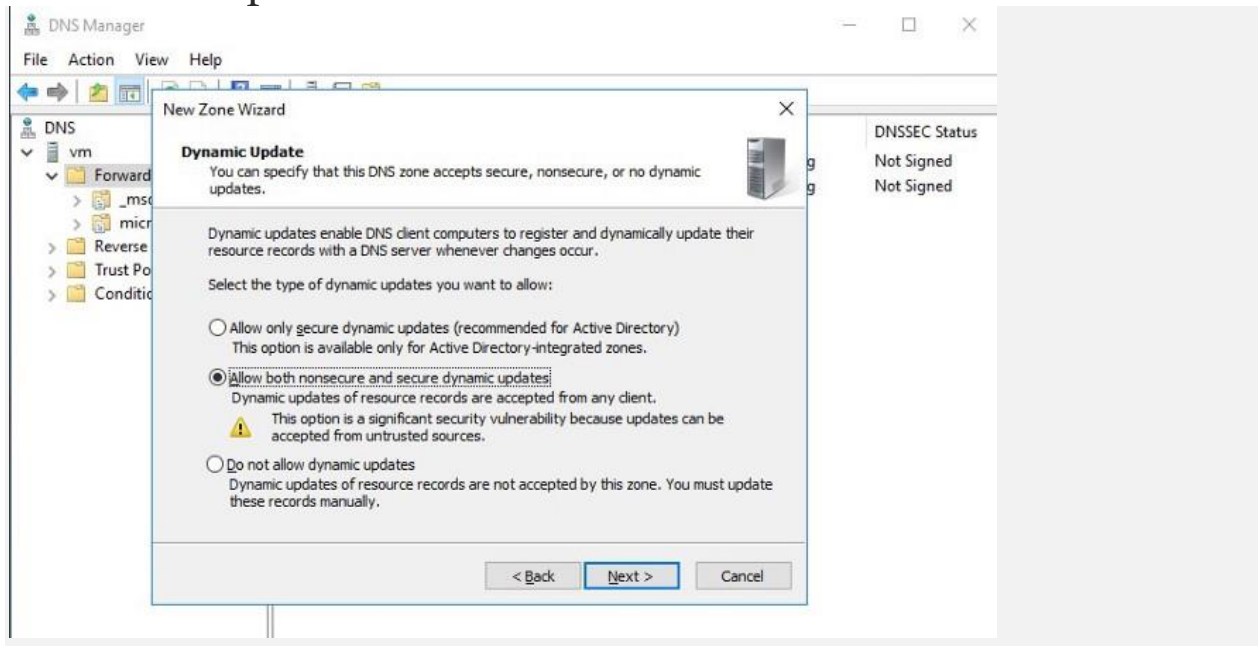 DNS Manager
File Action View Help
New Zone Wizard
DNS
vm
Forward
_msd
micr
Reverse
Trust Po
Conditic
DNSSEC Status
g Not Signed
g Not Signed
Dynamic Update
You can specify that this DNS zone accepts secure, nonsecure, or no dynamic
updates.
Dynamic updates enable DNS client computers to register and dynamically update their
resource records with a DNS server whenever changes occur.
Select the type of dynamic updates you want to allow:
Allow only secure dynamic updates (recommended for Active Directory)
This option is available only for Active Directory-integrated zones.
Allow both nonsecure and secure dynamic updates
Dynamic updates of resource records are accepted from any client.
This option is a significant security vulnerability because updates can be
accepted from untrusted sources.
Do not allow dynamic updates
Dynamic updates of resource records are not accepted by this zone. You must update
these records manually.
< Back Next > Cancel